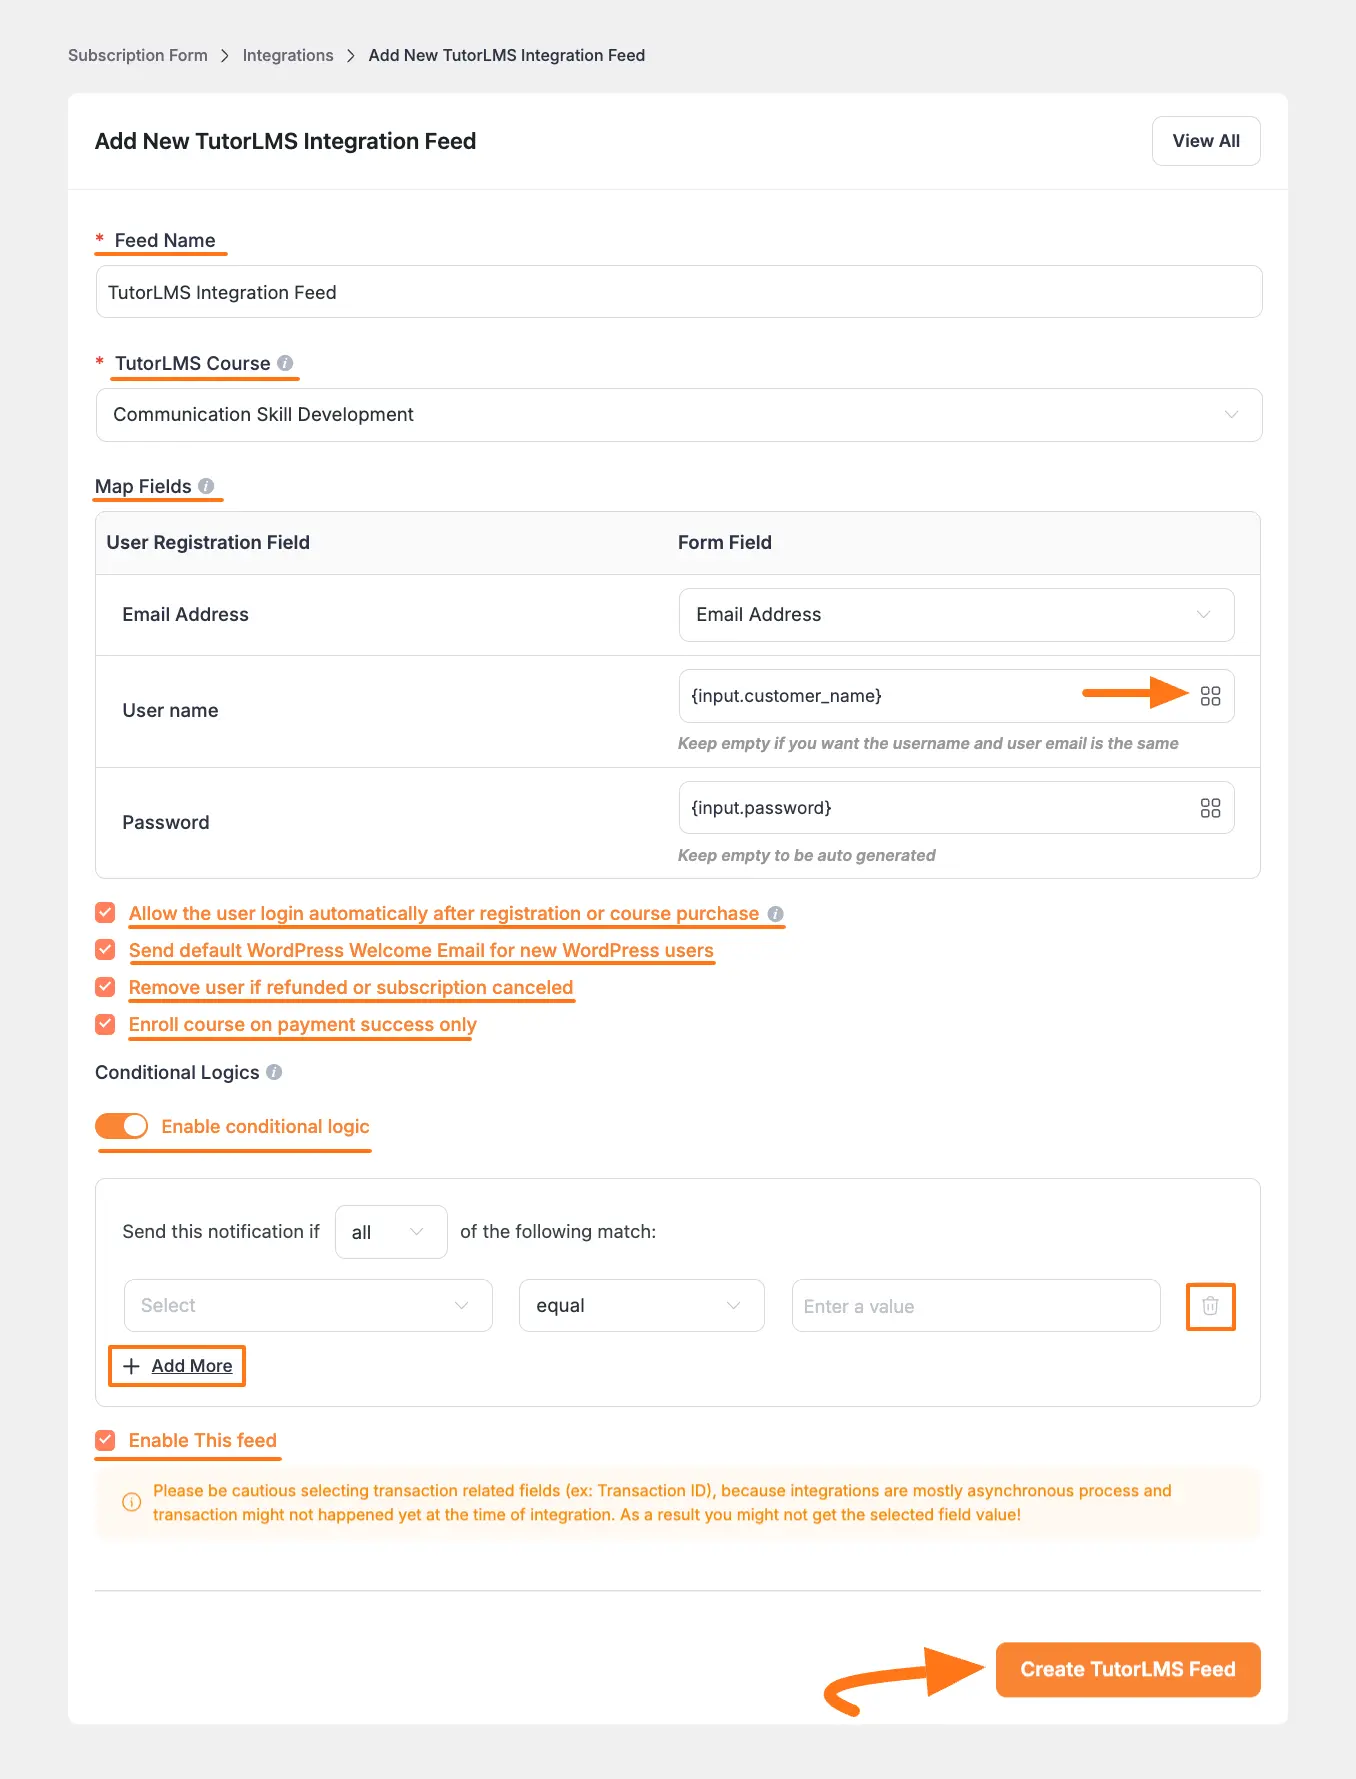 Subscription Form > Integrations > Add New TutorLMS Integration Feed
Add New TutorLMS Integration Feed
View All
* Feed Name
TutorLMS Integration Feed
* TutorLMS Course
Communication Skill Development
Map Fields
User Registration Field
Form Field
Email Address
Email Address
User name
{input.customer_name}
Keep empty if you want the username and user email is the same
Password
{input.password}
Keep empty to be auto generated
Allow the user login automatically after registration or course purchase
Send default WordPress Welcome Email for new WordPress users
Remove user if refunded or subscription canceled
Enroll course on payment success only
Conditional Logics
Enable conditional logic
Send this notification if all of the following match:
Select
equal
Enter a value
+ Add More
Enable This feed
Please be cautious selecting transaction related fields (ex: Transaction ID), because integrations are mostly asynchronous process and
transaction might not happened yet at the time of integration. As a result you might not get the selected field value!
Create TutorLMS Feed